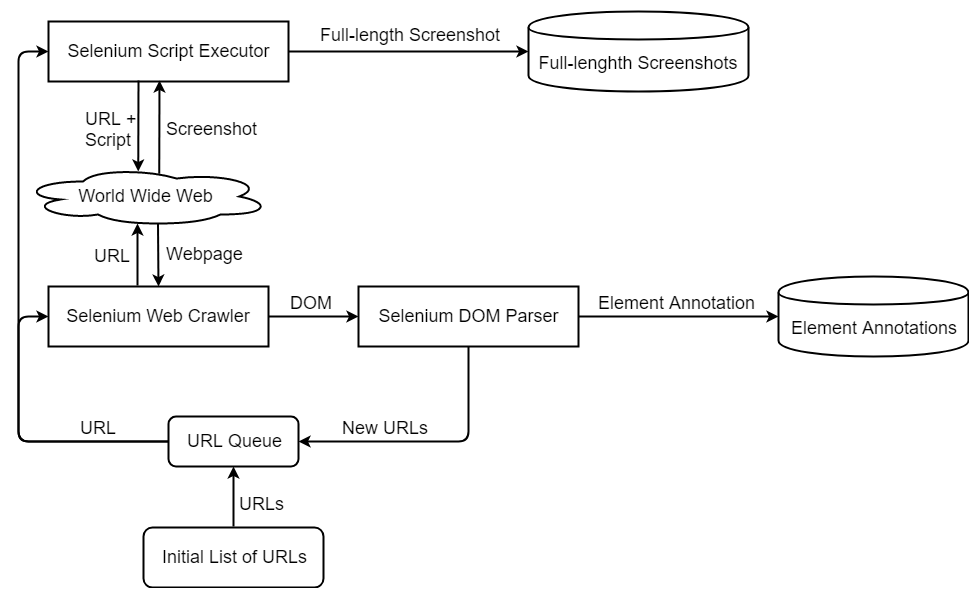 Selenium Script Executor
Full-length Screenshot
Full-lenghth Screenshots
URL +
Script
Screenshot
World Wide Web
URL
Webpage
Selenium Web Crawler
DOM
Selenium DOM Parser
Element Annotation
Element Annotations
URL
URL Queue
New URLs
URLs
Initial List of URLs